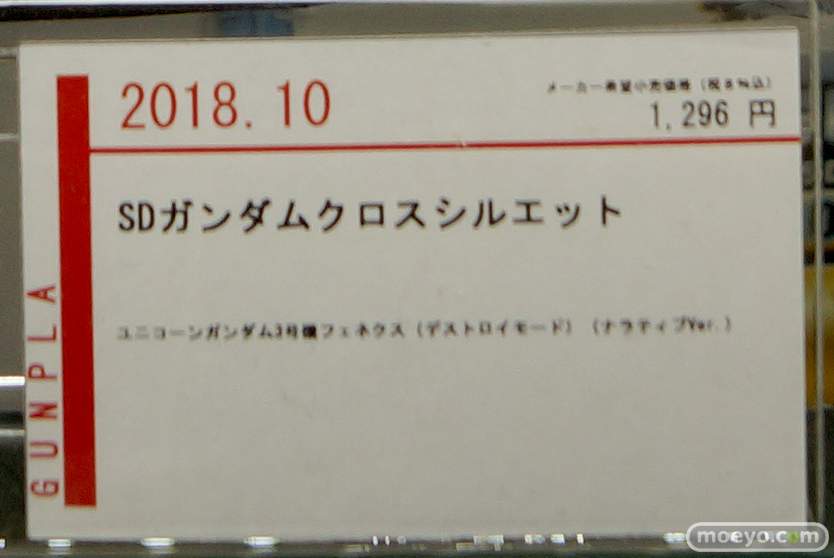 2018.10
メーカー希望小売価格（税8%込）
1,296 円
SDガンダムクロスシルエット
ユニコーンガンダム3号機フェネクス（デストロイモード）（ナラティブVer.）
GUNPLA
moeyo.com